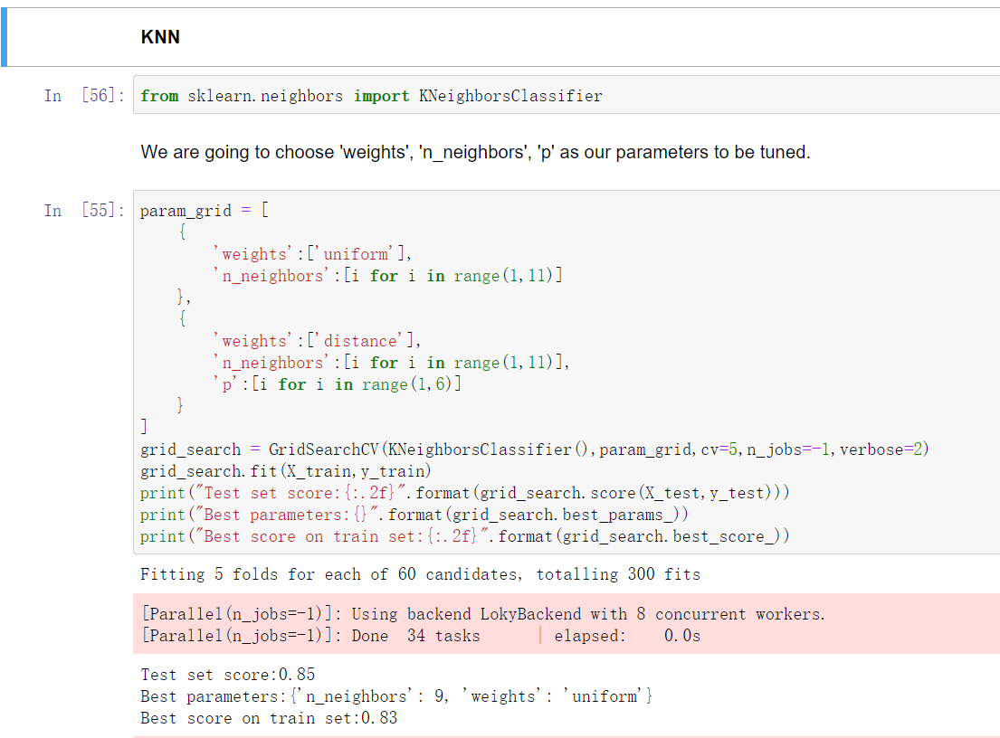 KNN
In [56]: from sklearn.neighbors import KNeighborsClassifier
We are going to choose 'weights', 'n_neighbors', 'p' as our parameters to be tuned.
In [55]: param_grid = [
    {
        'weights':['uniform'],
        'n_neighbors':[i for i in range(1,11)]
    },
    {
        'weights':['distance'],
        'n_neighbors':[i for i in range(1,11)],
        'p':[i for i in range(1,6)]
    }
]
grid_search = GridSearchCV(KNeighborsClassifier(),param_grid,cv=5,n_jobs=-1,verbose=2)
grid_search.fit(X_train,y_train)
print("Test set score:{:.2f}".format(grid_search.score(X_test,y_test)))
print("Best parameters:{}".format(grid_search.best_params_))
print("Best score on train set:{:.2f}".format(grid_search.best_score_))
Fitting 5 folds for each of 60 candidates, totalling 300 fits
[Parallel(n_jobs=-1)]: Using backend LokyBackend with 8 concurrent workers.
[Parallel(n_jobs=-1)]: Done  34 tasks      | elapsed:    0.0s
Test set score:0.85
Best parameters:{'n_neighbors': 9, 'weights': 'uniform'}
Best score on train set:0.83